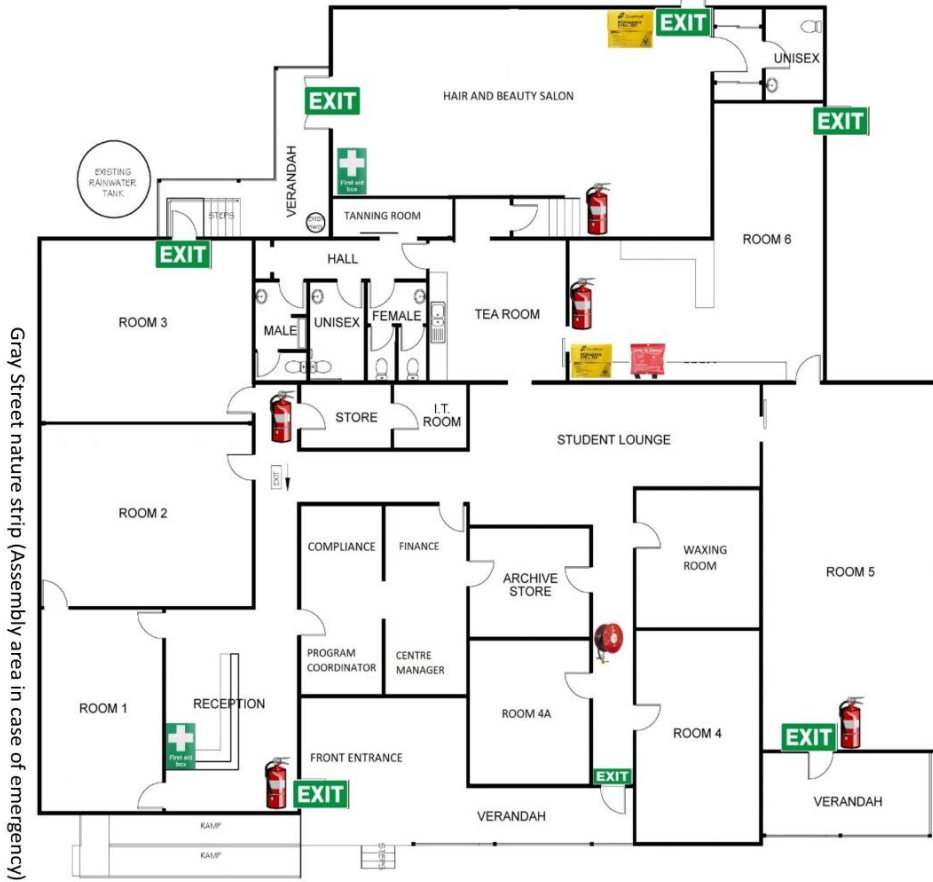 EXIT
UNISEX
HAIR AND BEAUTY SALON
EXIT
EXIT
EXISTING
RAINWATER
TANK
VERANDAH
First aid
box
STEPS
TANNING ROOM
EXIT
HALL
ROOM 6
ROOM 3
MALE
UNISEX
FEMALE
TEA ROOM
STORE
I.T.
ROOM
STUDENT LOUNGE
EXIT
ROOM 2
COMPLIANCE
FINANCE
ARCHIVE
STORE
WAXING
ROOM
ROOM 5
PROGRAM
COORDINATOR
CENTRE
MANAGER
ROOM 1
RECEPTION
First aid
box
ROOM 4A
ROOM 4
FRONT ENTRANCE
EXIT
EXIT
EXIT
VERANDAH
VERANDAH
RAMP
RAMP
STEPS
Gray Street nature strip (Assembly area in case of emergency)